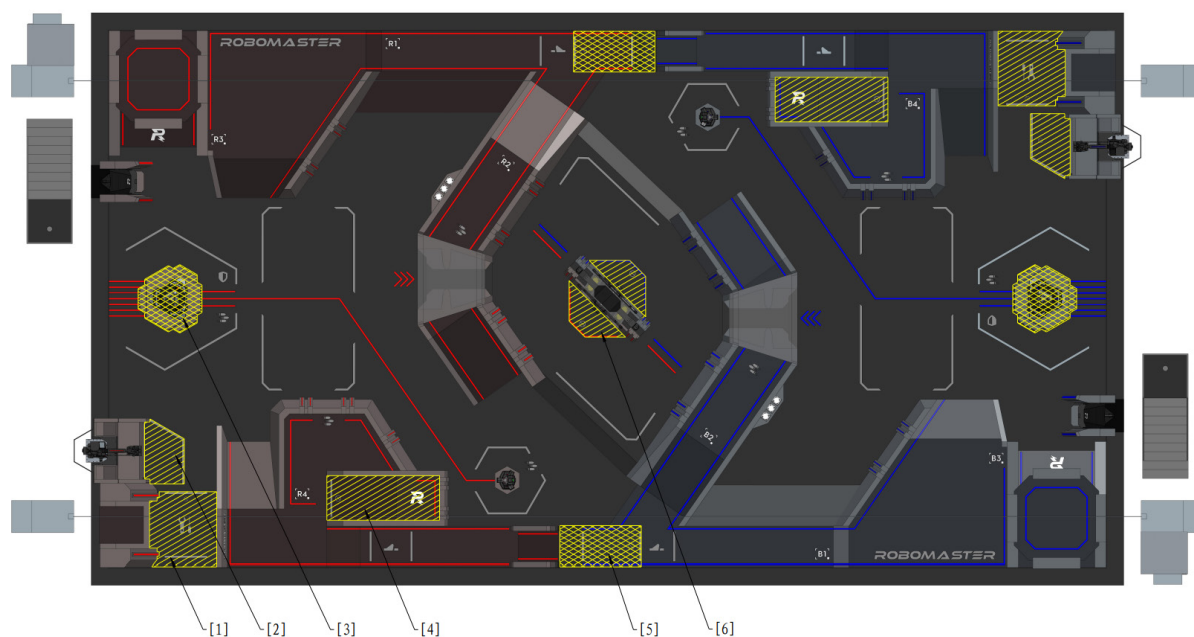 ROBOMASTER
R1
R3
R2
R
R
B4
R4
R
B2
B3
R
B1
ROBOMASTER
[1]
[2]
[3]
[4]
[5]
[6]